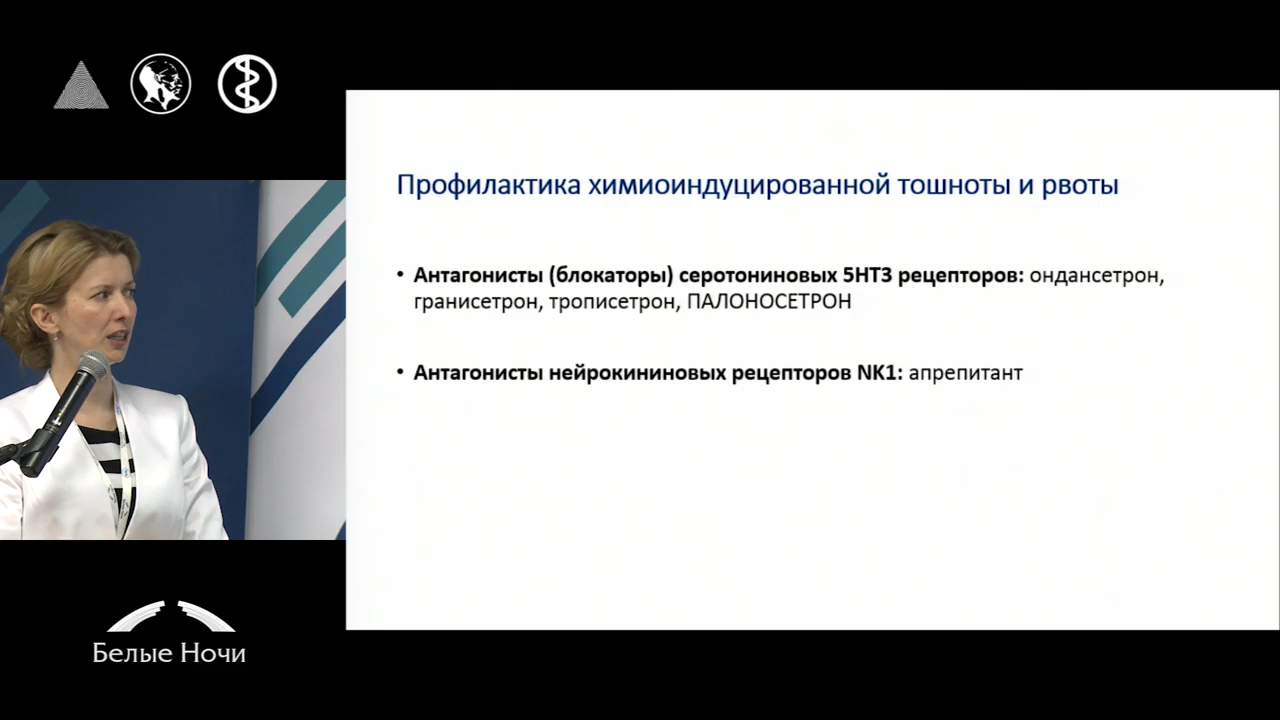 Профилактика химиоиндуцированной тошноты и рвоты
• Антагонисты (блокаторы) серотониновых 5НТ3 рецепторов: ондансетрон,
гранисетрон, трописетрон, ПАЛОНОСЕТРОН
• Антагонисты нейрокининовых рецепторов NK1: апрепитант
Белые Ночи